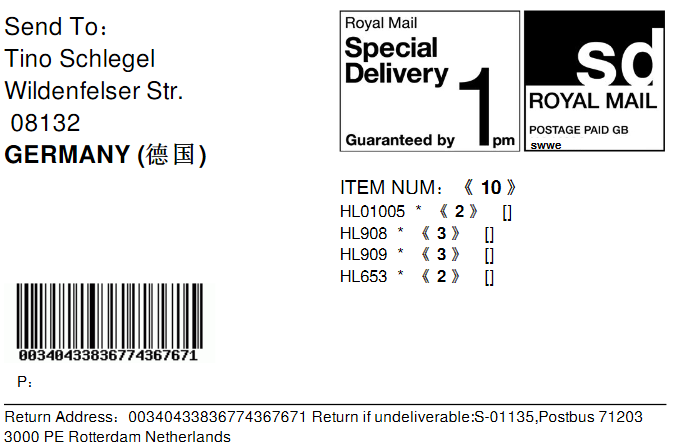 Send To：
Tino Schlegel
Wildenfelser Str.
08132
GERMANY (德国)
Royal Mail
Special
Delivery
1
Guaranteed by
pm
sd
ROYAL MAIL
POSTAGE PAID GB
swwe
ITEM NUM：《 10 》
HL01005 * 《 2 》 []
HL908 * 《 3 》 []
HL909 * 《 3 》 []
HL653 * 《 2 》 []
00340433836774367671
P：
Return Address：00340433836774367671 Return if undeliverable:S-01135,Postbus 71203
3000 PE Rotterdam Netherlands